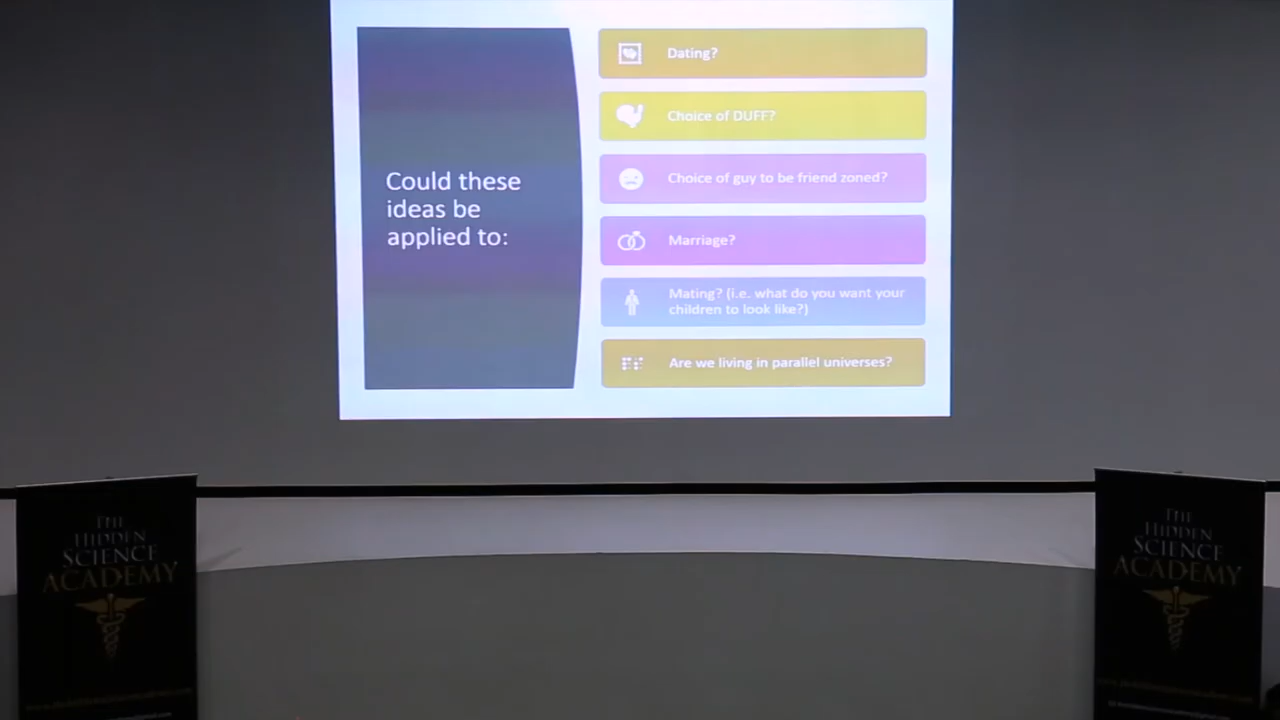 Could these
ideas be
applied to:
Dating?
Choice of DUFF?
Choice of guy to be friend zoned?
Marriage?
Mating? (i.e. what do you want your
children to look like?)
Are we living in parallel universes?
THE
HIDDEN
SCIENCE
ACADEMY
THE
HIDDEN
SCIENCE
ACADEMY